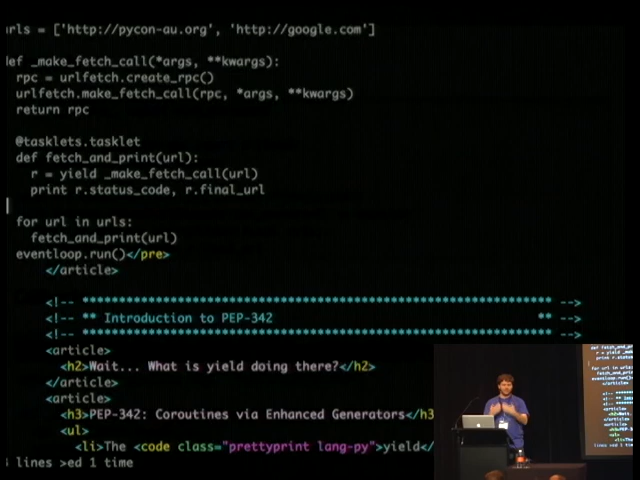 urls = ['http://pycon-au.org', 'http://google.com']
def _make_fetch_call(*args, **kwargs):
rpc = urlfetch.create_rpc()
urlfetch.make_fetch_call(rpc, *args, **kwargs)
return rpc
@tasklets.tasklet
def fetch_and_print(url):
r = yield _make_fetch_call(url)
print r.status_code, r.final_url
for url in urls:
fetch_and_print(url)
eventloop.run()</pre>
</article>
<!-- **************************************************************** -->
<!-- ** Introduction to PEP-342 ** -->
<!-- **************************************************************** -->
<article>
<h2>Wait... What is yield doing there?</h2>
</article>
<article>
<h3>PEP-342: Coroutines via Enhanced Generators</h3
<ul>
<li>The <code class="prettyprint lang-py">yield</
lines >ed 1 time